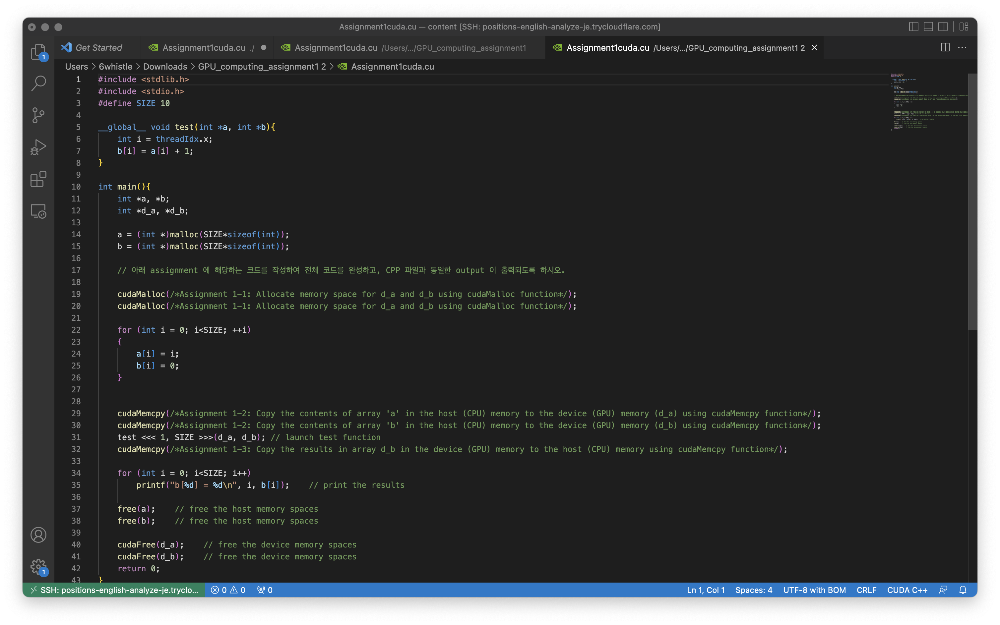 Assignment1cuda.cu — content [SSH: positions-english-analyze-je.trycloudflare.com]
Get Started
Assignment1cuda.cu ./
Assignment1cuda.cu /Users/.../GPU_computing_assignment1
Assignment1cuda.cu /Users/.../GPU_computing_assignment1 2
1
Users > 6whistle > Downloads > GPU_computing_assignment1 2 > Assignment1cuda.cu
1 #include <stdlib.h>
2 #include <stdio.h>
3 #define SIZE 10
4
5 __global__ void test(int *a, int *b){
6     int i = threadIdx.x;
7     b[i] = a[i] + 1;
8 }
9
10 int main(){
11     int *a, *b;
12     int *d_a, *d_b;
13
14     a = (int *)malloc(SIZE*sizeof(int));
15     b = (int *)malloc(SIZE*sizeof(int));
16
17     // 아래 assignment 에 해당하는 코드를 작성하여 전체 코드를 완성하고, CPP 파일과 동일한 output 이 출력되도록 하시오.
18
19     cudaMalloc(/*Assignment 1-1: Allocate memory space for d_a and d_b using cudaMalloc function*/);
20     cudaMalloc(/*Assignment 1-1: Allocate memory space for d_a and d_b using cudaMalloc function*/);
21
22     for (int i = 0; i<SIZE; ++i)
23     {
24         a[i] = i;
25         b[i] = 0;
26     }
27
28
29     cudaMemcpy(/*Assignment 1-2: Copy the contents of array 'a' in the host (CPU) memory to the device (GPU) memory (d_a) using cudaMemcpy function*/);
30     cudaMemcpy(/*Assignment 1-2: Copy the contents of array 'b' in the host (CPU) memory to the device (GPU) memory (d_b) using cudaMemcpy function*/);
31     test <<< 1, SIZE >>>(d_a, d_b); // launch test function
32     cudaMemcpy(/*Assignment 1-3: Copy the results in array d_b in the device (GPU) memory to the host (CPU) memory using cudaMemcpy function*/);
33
34     for (int i = 0; i<SIZE; i++)
35         printf("b[%d] = %d\n", i, b[i]);    // print the results
36
37     free(a);    // free the host memory spaces
38     free(b);    // free the host memory spaces
39
40     cudaFree(d_a);    // free the device memory spaces
41     cudaFree(d_b);    // free the device memory spaces
42     return 0;
43 }
1
SSH: positions-english-analyze-je.tryclo... 0 0 0 Ln 1, Col 1 Spaces: 4 UTF-8 with BOM CRLF CUDA C++